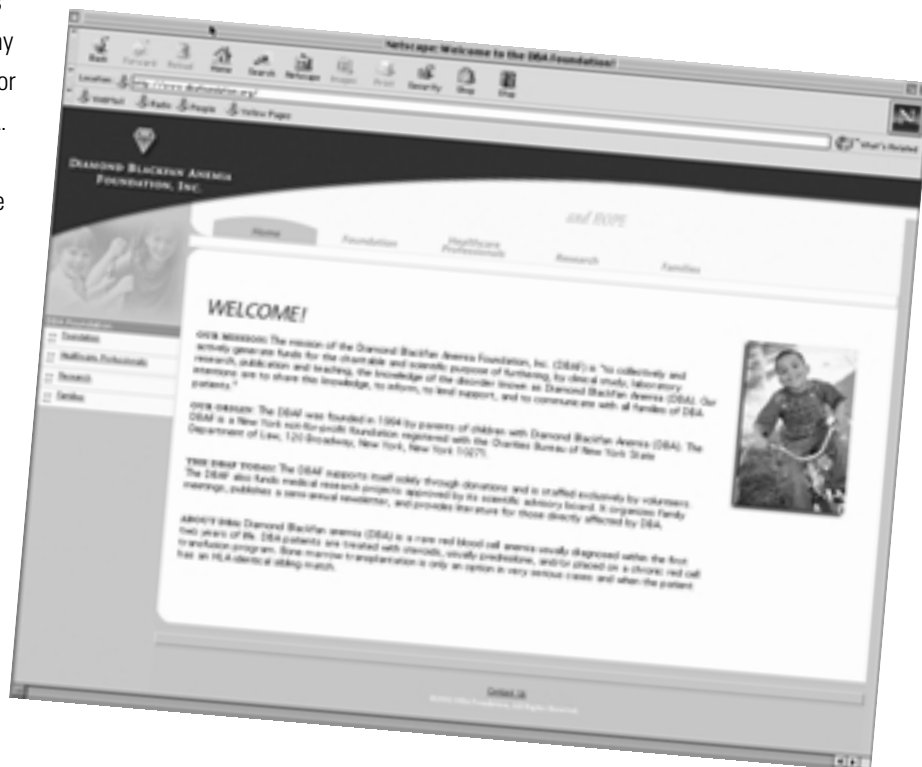 ny
or
e
Netscape: Welcome to the DBA Foundation!
Back Forward Reload Home Search Netscape Images Print Security Shop Stop
Location: http://www.dbafoundation.org/
What's Related
WebMail Radio People Yellow Pages
DIAMOND BLACKFAN ANEMIA
FOUNDATION, INC.
and HOPE
Home Foundation Healthcare Professionals Research Families
DBA Foundation
Foundation
Healthcare Professionals
Research
Families
WELCOME!
OUR MISSION: The mission of the Diamond Blackfan Anemia Foundation, Inc. (DBAF) is "to collectively and
actively generate funds for the charitable and scientific purpose of furthering, by clinical study, laboratory
research, publication and teaching, the knowledge of the disorder known as Diamond Blackfan Anemia (DBA). Our
intentions are to share this knowledge, to inform, to lend support, and to communicate with all families of DBA
patients."
OUR ORIGIN: The DBAF was founded in 1994 by parents of children with Diamond Blackfan Anemia (DBA). The
DBAF is a New York not-for-profit foundation registered with the Charities Bureau of New York State
Department of Law, 120 Broadway, New York, New York 10271.
THE DBAF TODAY: The DBAF supports itself solely through donations and is staffed exclusively by volunteers.
The DBAF also funds medical research projects approved by its scientific advisory board. It organizes family
meetings, publishes a semi-annual newsletter, and provides literature for those directly affected by DBA.
ABOUT DBA: Diamond Blackfan anemia (DBA) is a rare red blood cell anemia usually diagnosed within the first
two years of life. DBA patients are treated with steroids, usually prednisone, and/or placed on a chronic red cell
transfusion program. Bone marrow transplantation is only an option in very serious cases and when the patient
has an HLA identical sibling match.
Contact Us